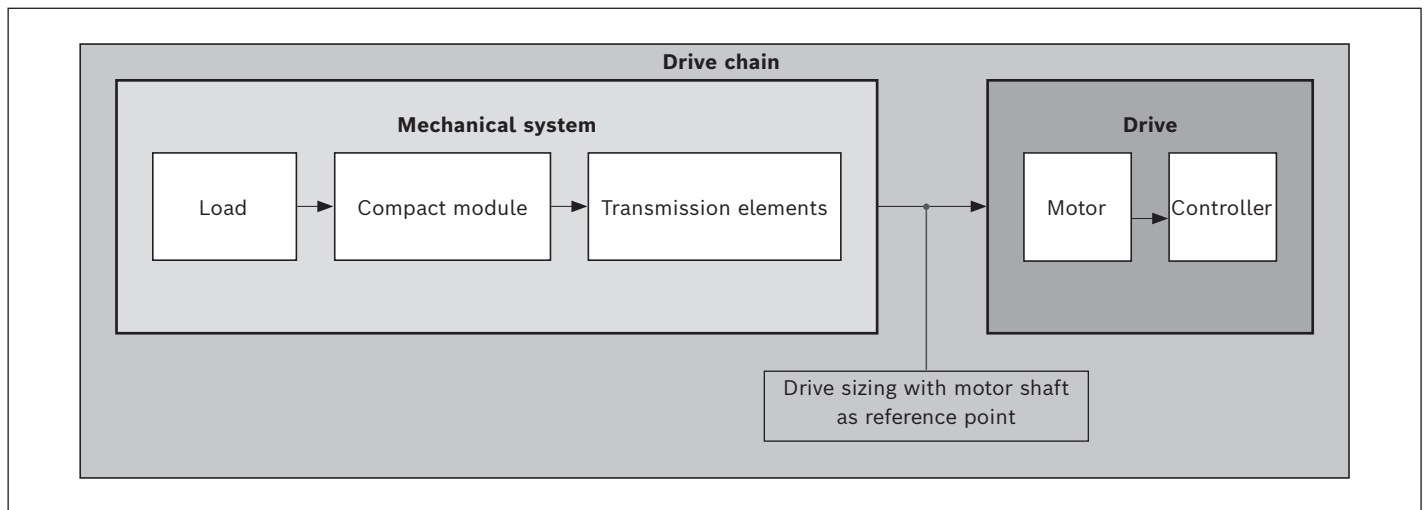 Drive chain
Mechanical system
Load
Compact module
Transmission elements
Drive
Motor
Controller
Drive sizing with motor shaft
as reference point